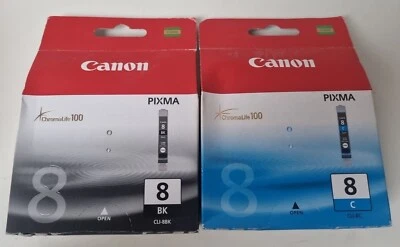 Canon
PIXMA
ChromaLife100
8
8
BK
CLI-8BK
OPEN
Canon
PIXMA
ChromaLife100
8
8
C
OPEN